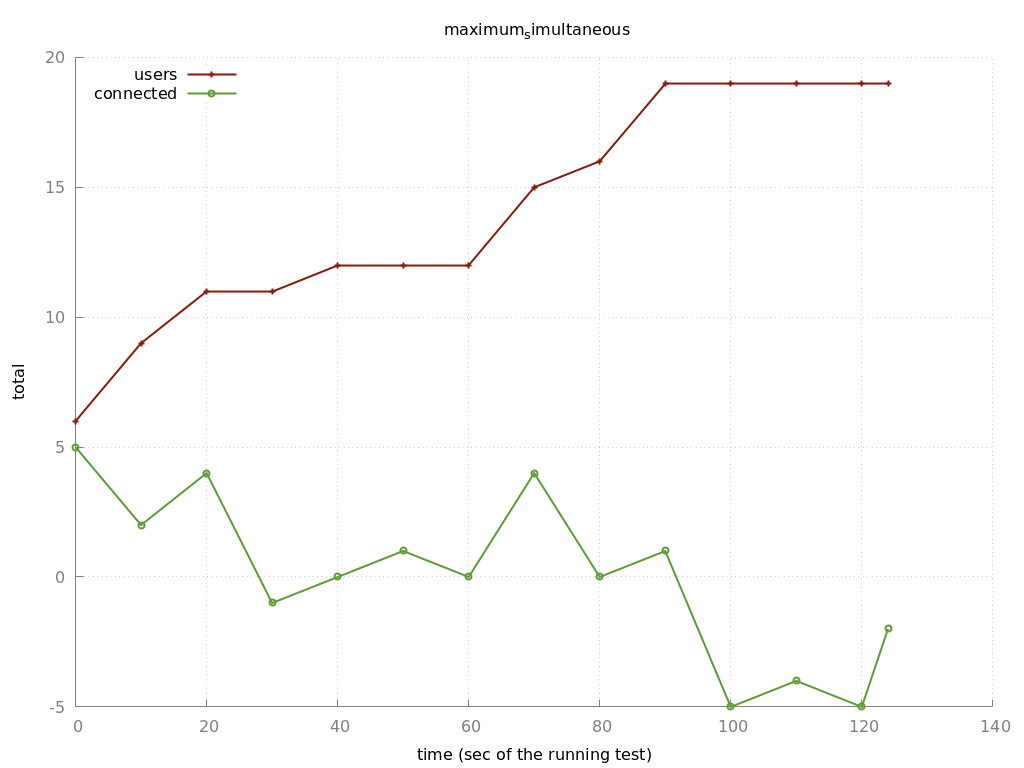 maximumsimultaneous
users
connected
20
15
10
5
0
-5
total
0 20 40 60 80 100 120 140
time (sec of the running test)